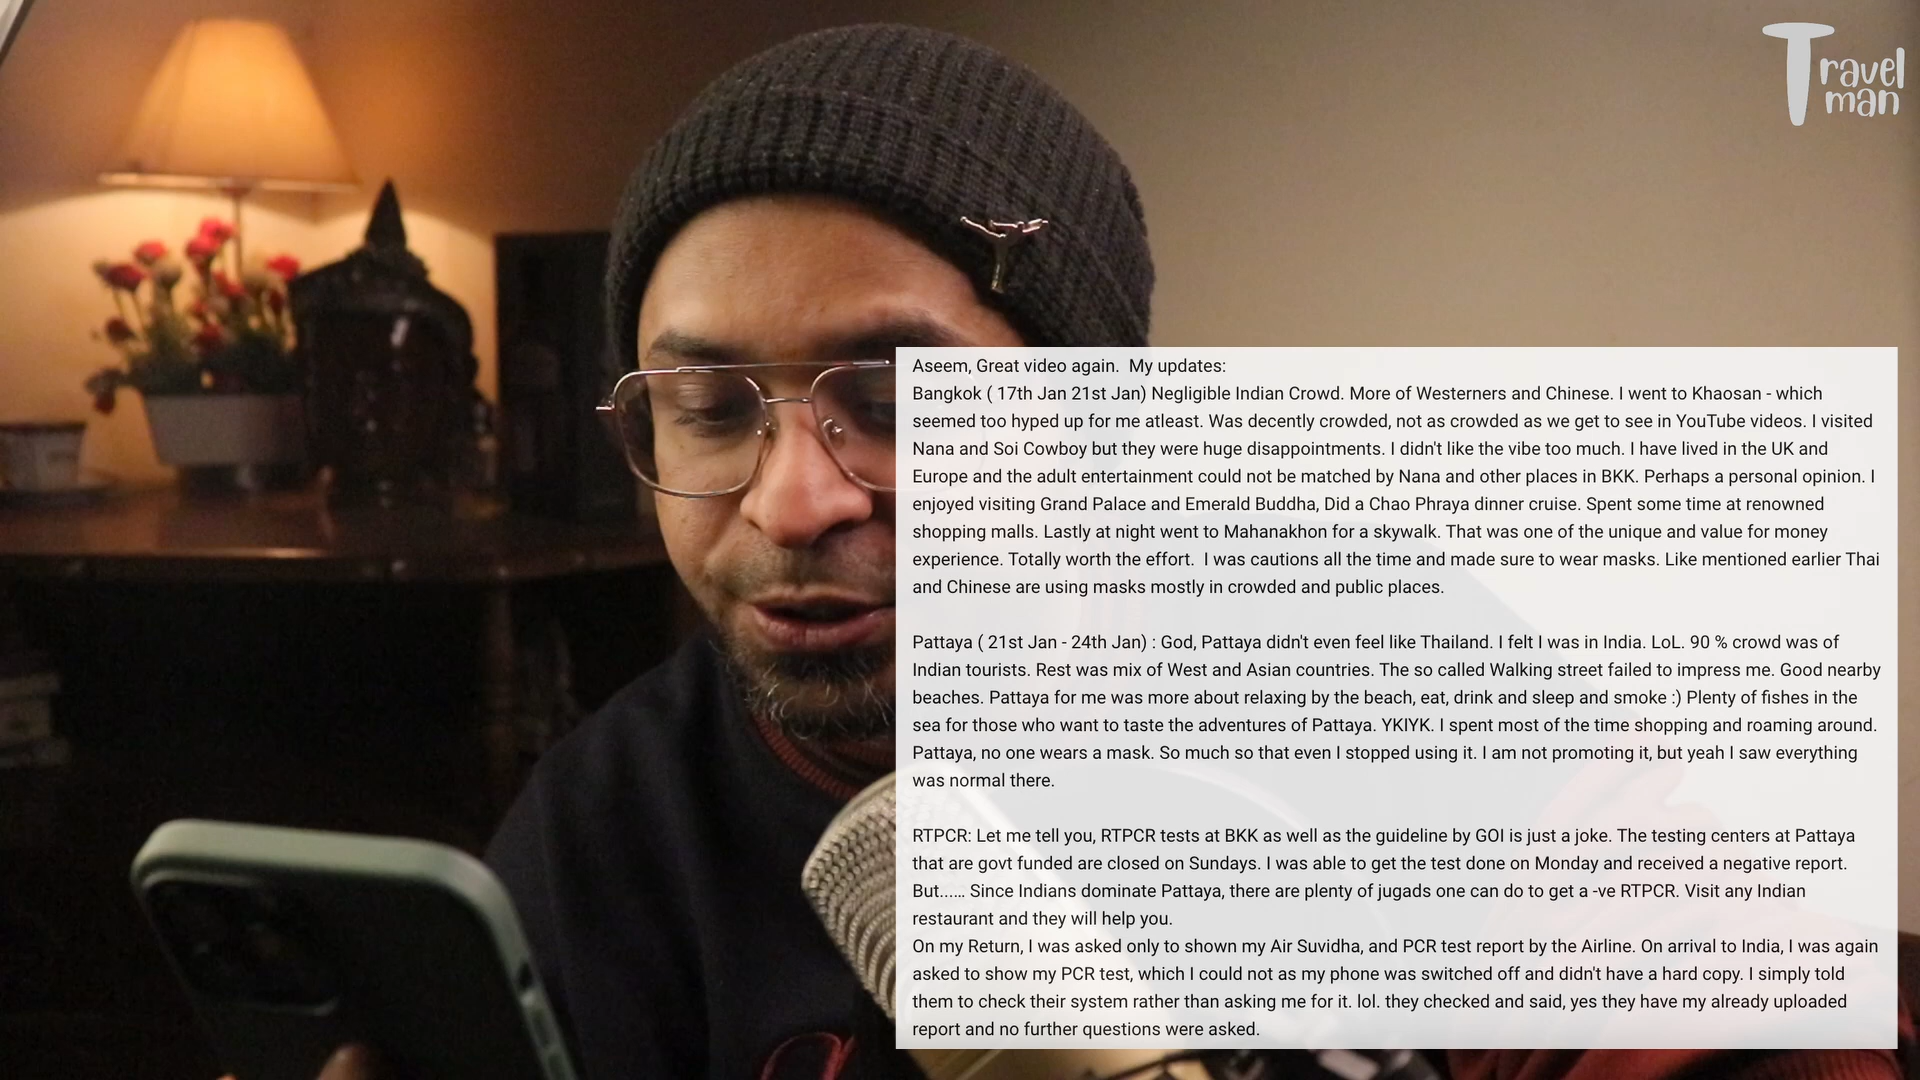 Travel
man
Aseem, Great video again.  My updates:
Bangkok ( 17th Jan 21st Jan) Negligible Indian Crowd. More of Westerners and Chinese. I went to Khaosan - which
seemed too hyped up for me atleast. Was decently crowded, not as crowded as we get to see in YouTube videos. I visited
Nana and Soi Cowboy but they were huge disappointments. I didn't like the vibe too much. I have lived in the UK and
Europe and the adult entertainment could not be matched by Nana and other places in BKK. Perhaps a personal opinion. I
enjoyed visiting Grand Palace and Emerald Buddha, Did a Chao Phraya dinner cruise. Spent some time at renowned
shopping malls. Lastly at night went to Mahanakhon for a skywalk. That was one of the unique and value for money
experience. Totally worth the effort.  I was cautions all the time and made sure to wear masks. Like mentioned earlier Thai
and Chinese are using masks mostly in crowded and public places.
Pattaya ( 21st Jan - 24th Jan) : God, Pattaya didn't even feel like Thailand. I felt I was in India. LoL. 90 % crowd was of
Indian tourists. Rest was mix of West and Asian countries. The so called Walking street failed to impress me. Good nearby
beaches. Pattaya for me was more about relaxing by the beach, eat, drink and sleep and smoke :) Plenty of fishes in the
sea for those who want to taste the adventures of Pattaya. YKIYK. I spent most of the time shopping and roaming around.
Pattaya, no one wears a mask. So much so that even I stopped using it. I am not promoting it, but yeah I saw everything
was normal there.
RTPCR: Let me tell you, RTPCR tests at BKK as well as the guideline by GOI is just a joke. The testing centers at Pattaya
that are govt funded are closed on Sundays. I was able to get the test done on Monday and received a negative report.
But...... Since Indians dominate Pattaya, there are plenty of jugads one can do to get a -ve RTPCR. Visit any Indian
restaurant and they will help you.
On my Return, I was asked only to shown my Air Suvidha, and PCR test report by the Airline. On arrival to India, I was again
asked to show my PCR test, which I could not as my phone was switched off and didn't have a hard copy. I simply told
them to check their system rather than asking me for it. lol. they checked and said, yes they have my already uploaded
report and no further questions were asked.